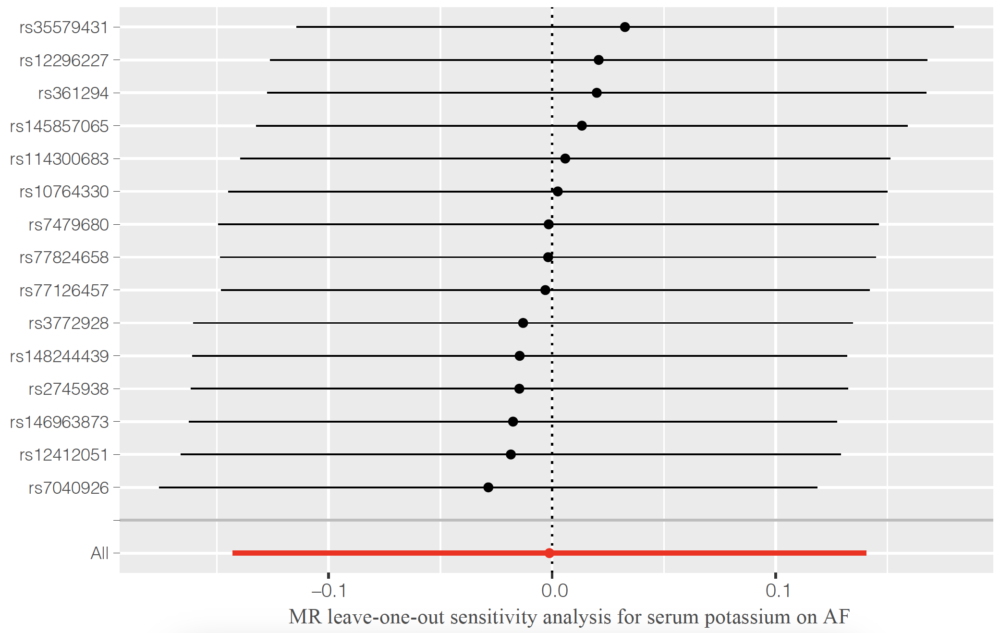 rs35579431
rs12296227
rs361294
rs145857065
rs114300683
rs10764330
rs7479680
rs77824658
rs77126457
rs3772928
rs148244439
rs2745938
rs146963873
rs12412051
rs7040926
All
–0.1 0.0 0.1
MR leave-one-out sensitivity analysis for serum potassium on AF